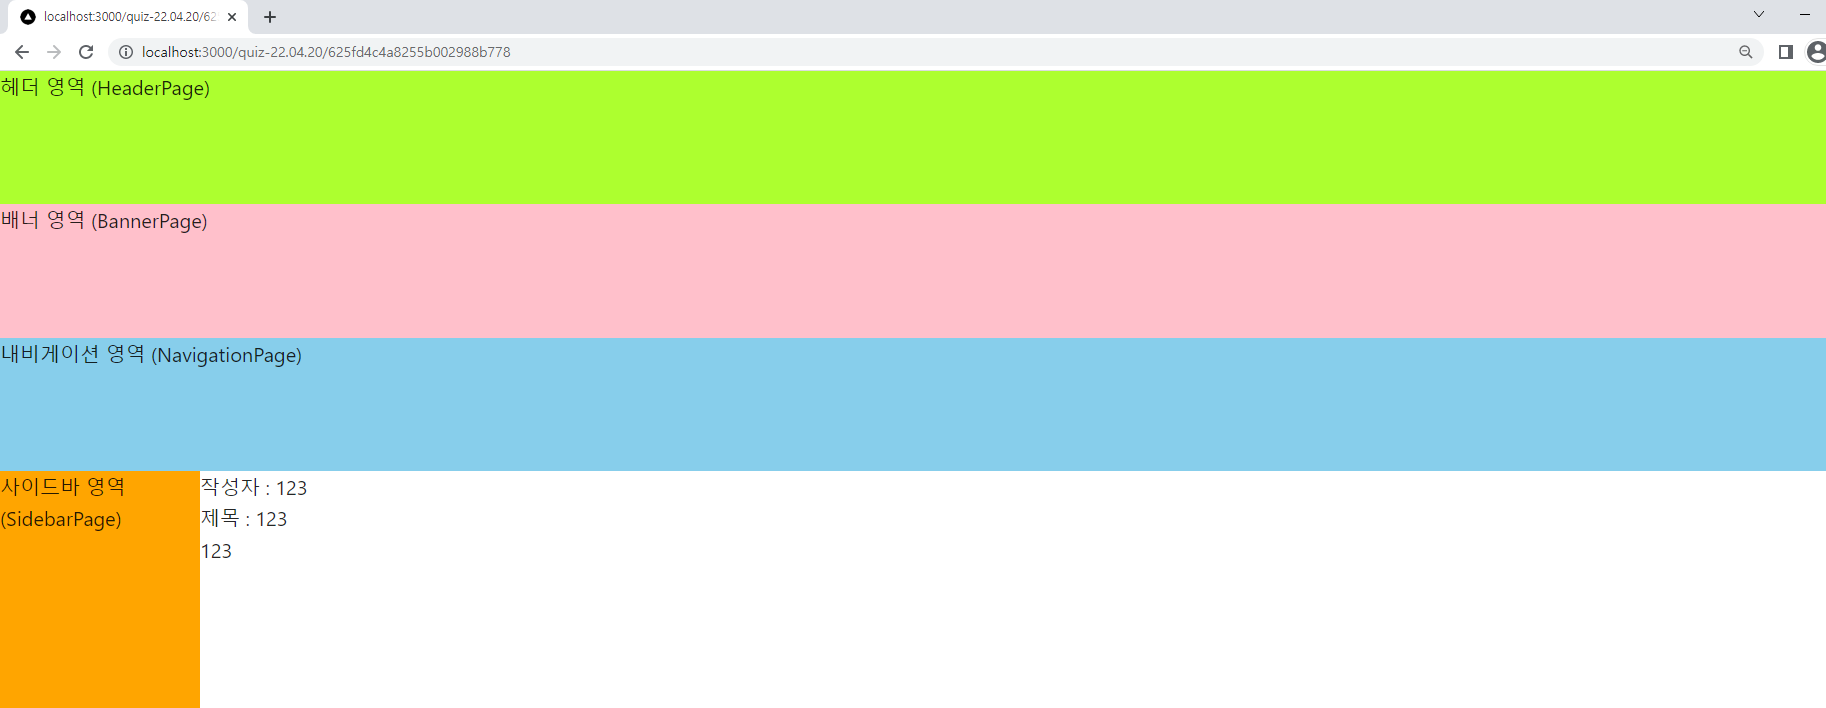 localhost:3000/quiz-22.04.20/62
localhost:3000/quiz-22.04.20/625fd4c4a8255b002988b778
헤더 영역 (HeaderPage)
배너 영역 (BannerPage)
내비게이션 영역 (NavigationPage)
사이드바 영역
(SidebarPage)
작성자 : 123
제목 : 123
123